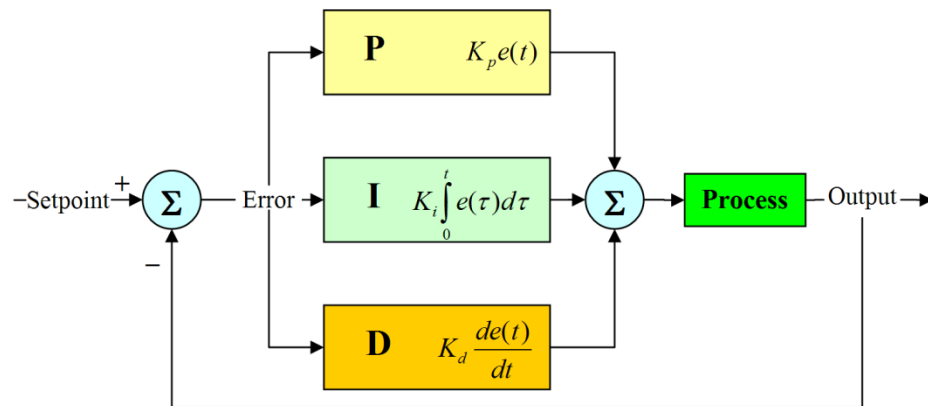 P K_p e(t)
Setpoint + Σ Error I K_i ∫_0^t e(τ)dτ Σ Process Output
−
D K_d de(t)/dt